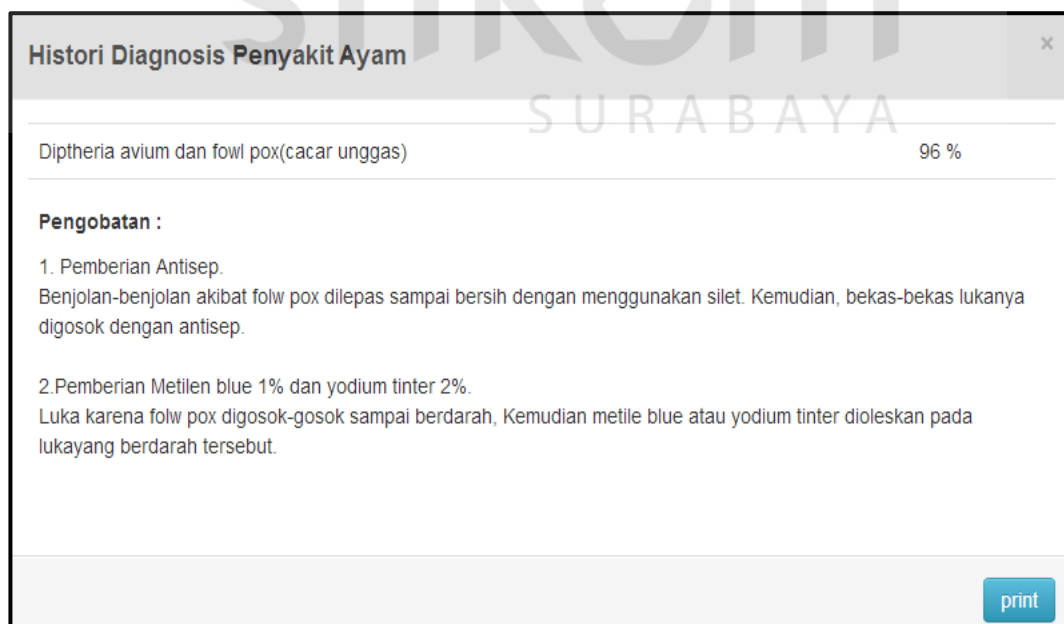 Histori Diagnosis Penyakit Ayam
×
SURABAYA
Diptheria avium dan fowl pox(cacar unggas) 96 %
Pengobatan :
1. Pemberian Antisep.
Benjolan-benjolan akibat folw pox dilepas sampai bersih dengan menggunakan silet. Kemudian, bekas-bekas lukanya
digosok dengan antisep.
2.Pemberian Metilen blue 1% dan yodium tinter 2%.
Luka karena folw pox digosok-gosok sampai berdarah, Kemudian metile blue atau yodium tinter dioleskan pada
lukayang berdarah tersebut.
print